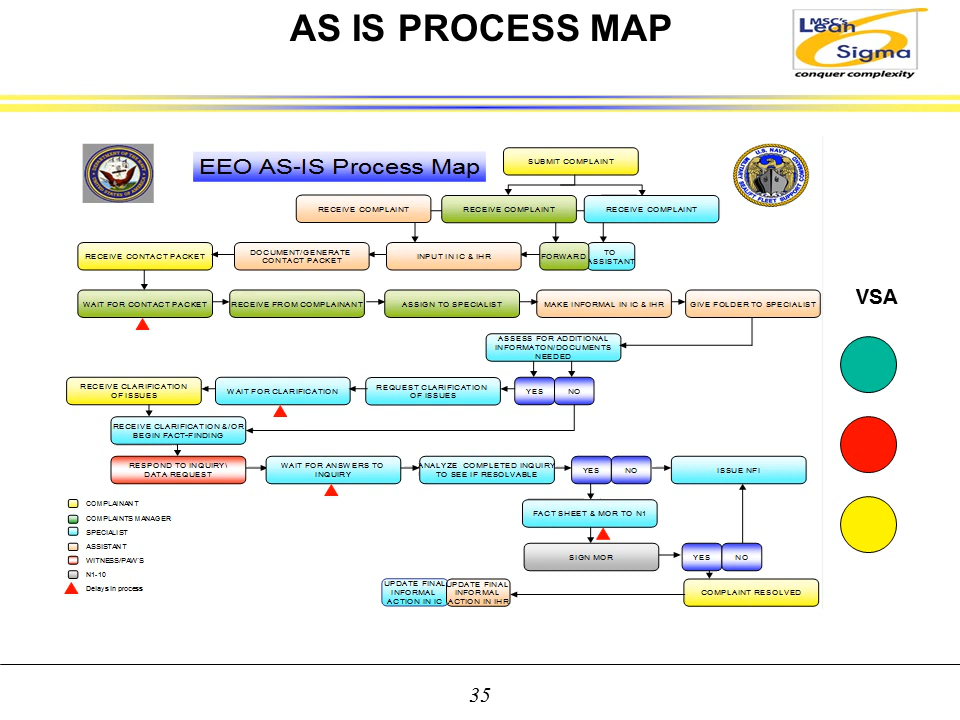 AS IS PROCESS MAP
MSC's
Lean
Sigma
conquer complexity
EEO AS-IS Process Map
SUBMIT COMPLAINT
RECEIVE COMPLAINT
RECEIVE COMPLAINT
RECEIVE COMPLAINT
RECEIVE CONTACT PACKET
DOCUMENT/GENERATE
CONTACT PACKET
INPUT IN IC & IHR
FORWARD
TO
ASSISTANT
WAIT FOR CONTACT PACKET
RECEIVE FROM COMPLAINANT
ASSIGN TO SPECIALIST
MAKE INFORMAL IN IC & IHR
GIVE FOLDER TO SPECIALIST
VSA
ASSESS FOR ADDITIONAL
INFORMATON/DOCUMENTS
NEEDED
RECEIVE CLARIFICATION
OF ISSUES
WAIT FOR CLARIFICATION
REQUEST CLARIFICATION
OF ISSUES
YES
NO
RECEIVE CLARIFICATION &/OR
BEGIN FACT-FINDING
RESPOND TO INQUIRY\
DATA REQUEST
WAIT FOR ANSWERS TO
INQUIRY
ANALYZE COMPLETED INQUIRY
TO SEE IF RESOLVABLE
YES
NO
ISSUE NFI
FACT SHEET & MOR TO N1
SIGN MOR
YES
NO
COMPLAINT RESOLVED
UPDATE FINAL
INFORMAL
ACTION IN IC
UPDATE FINAL
INFORMAL
ACTION IN IHR
COMPLAINANT
COMPLAINTS MANAGER
SPECIALIST
ASSISTANT
WITNESS/PAW'S
N1-10
Delays in process
35